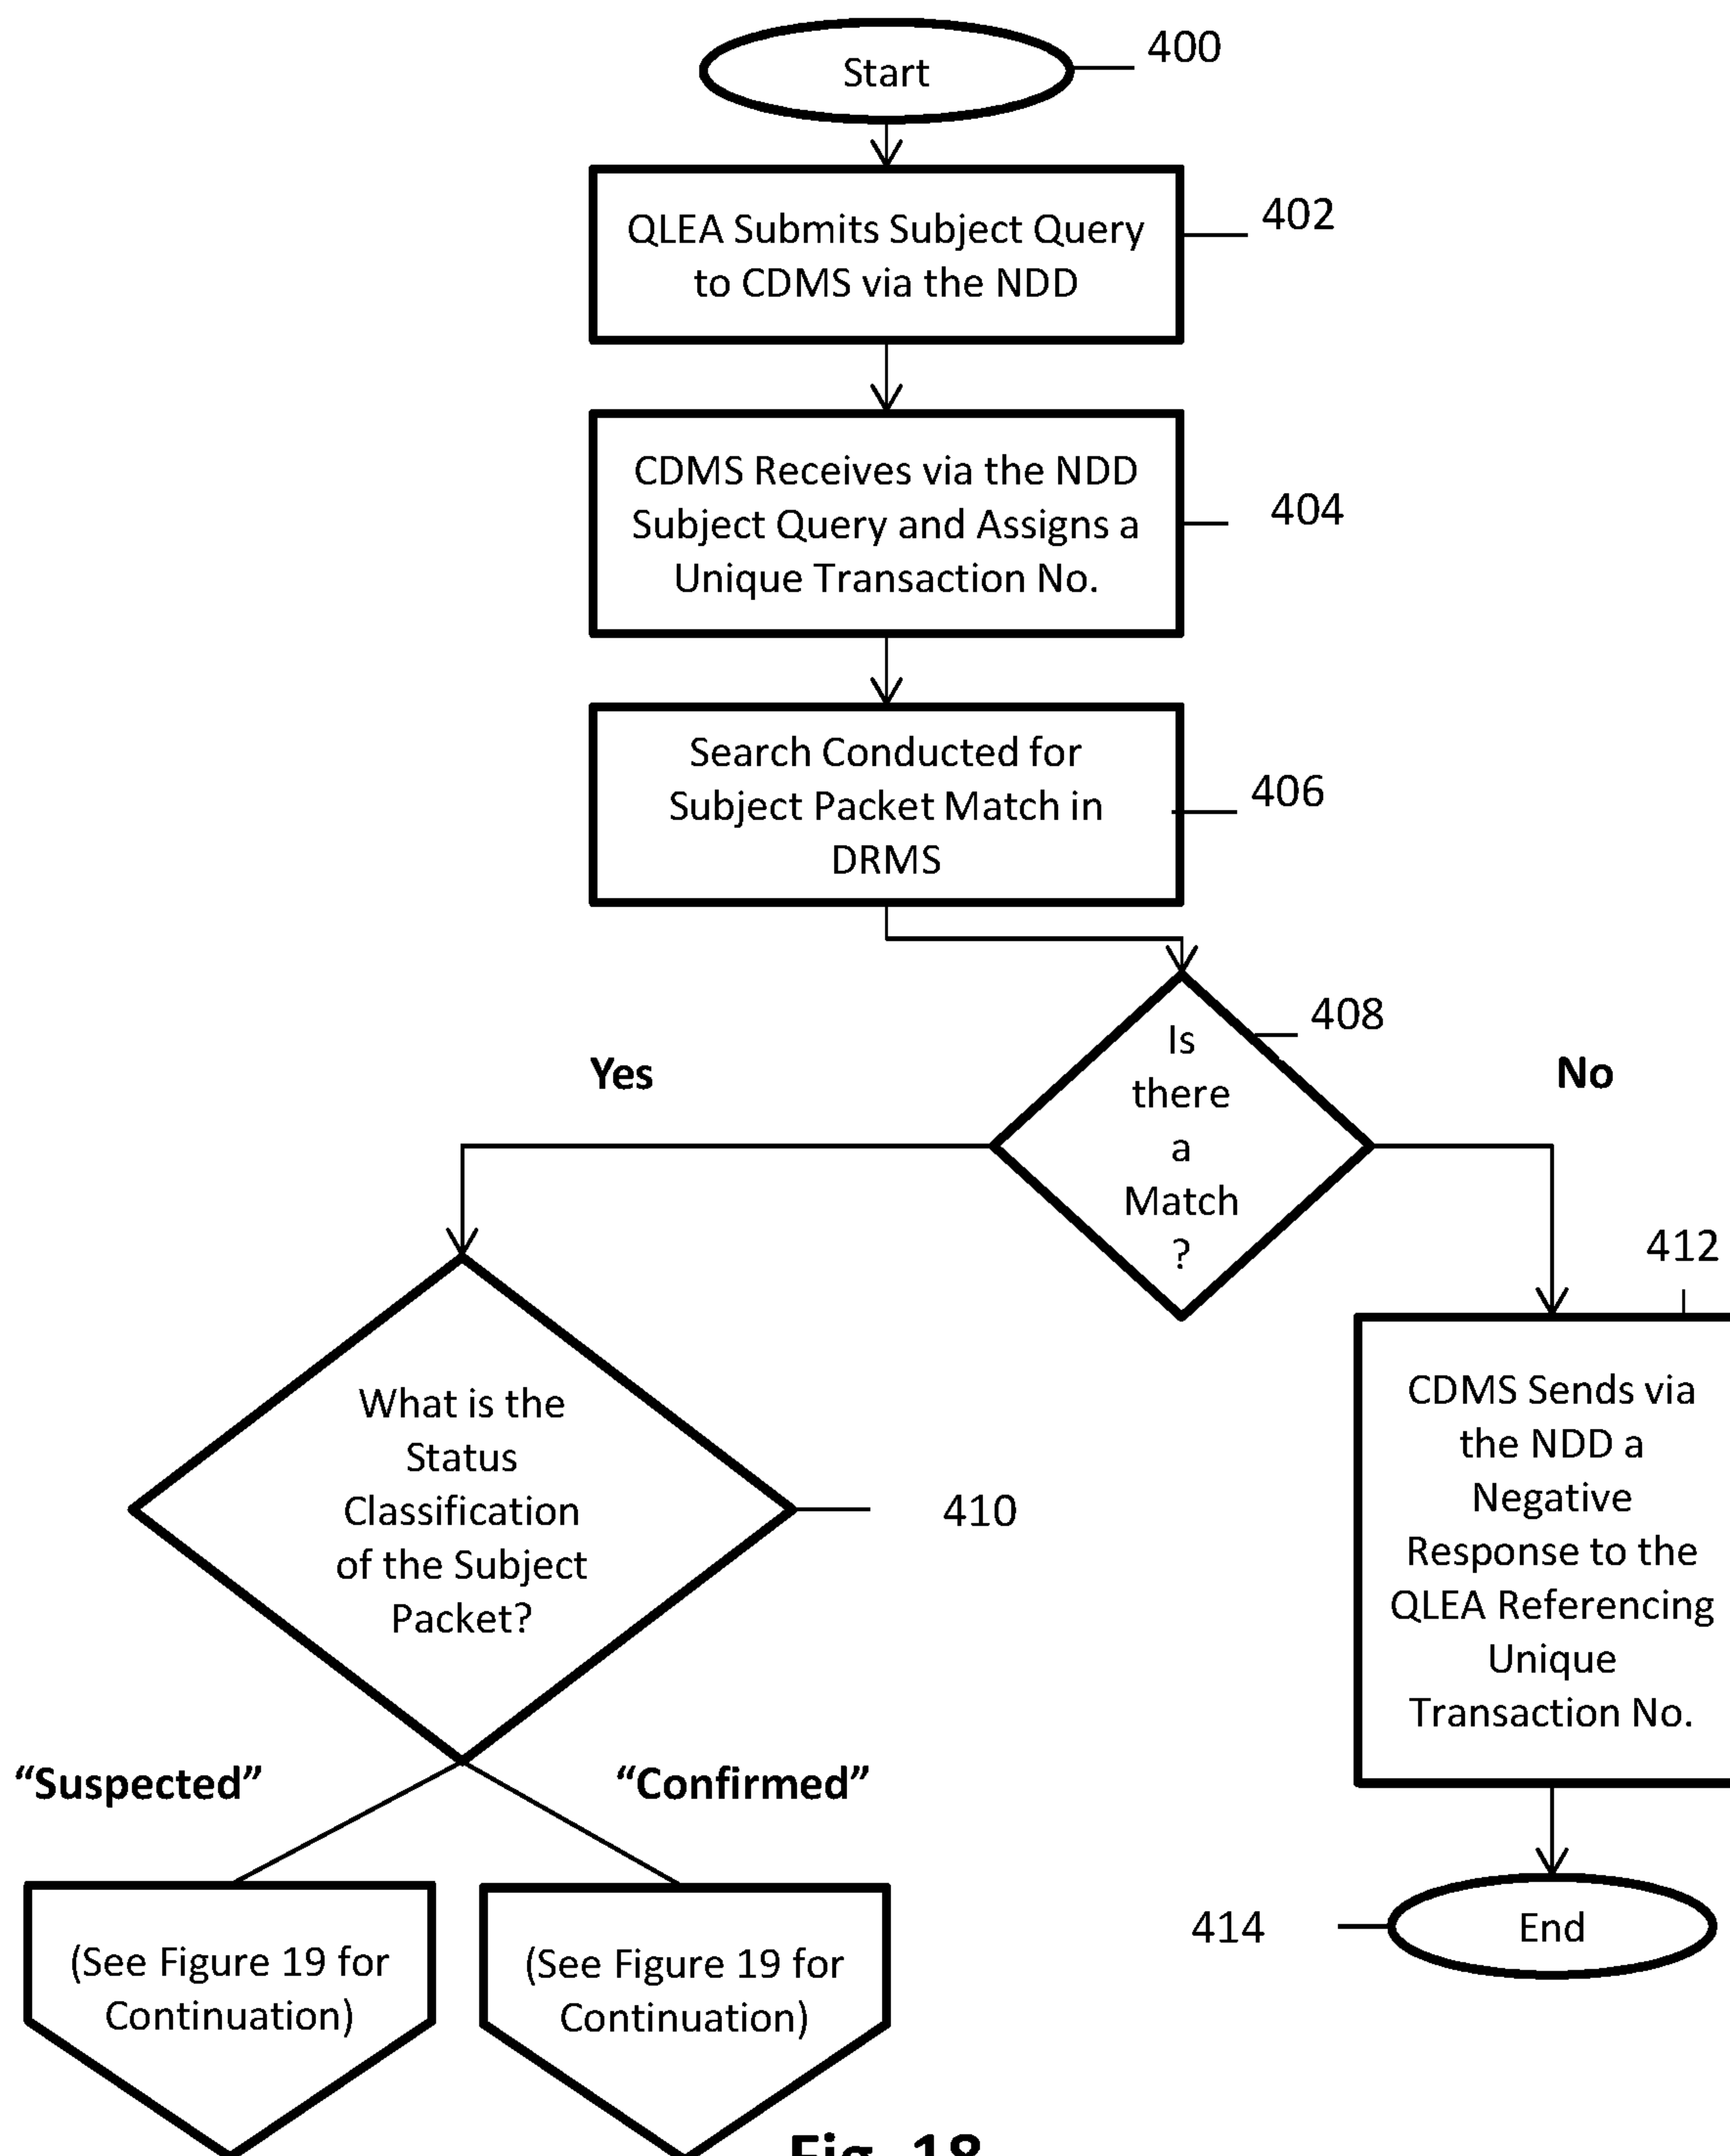 Start
400
QLEA Submits Subject Query
to CDMS via the NDD
402
CDMS Receives via the NDD
Subject Query and Assigns a
Unique Transaction No.
404
Search Conducted for
Subject Packet Match in
DRMS
406
Is
there
a
Match
?
408
Yes
No
What is the
Status
Classification
of the Subject
Packet?
410
412
CDMS Sends via
the NDD a
Negative
Response to the
QLEA Referencing
Unique
Transaction No.
“Suspected”
“Confirmed”
(See Figure 19 for
Continuation)
(See Figure 19 for
Continuation)
414
End
Fig. 18